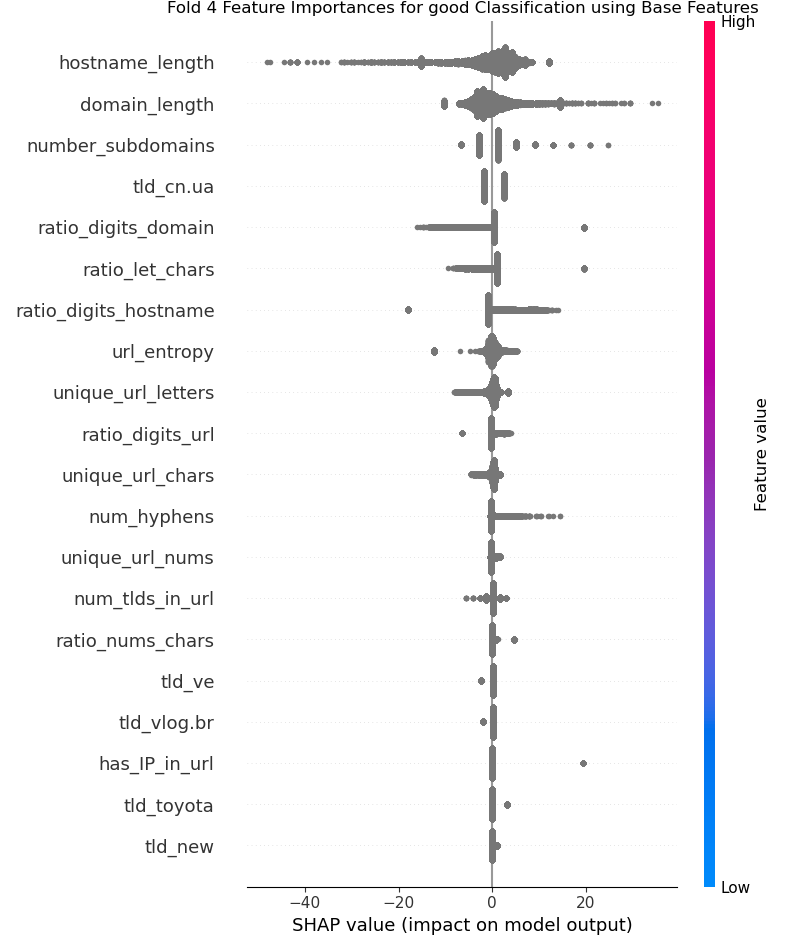 Fold 4 Feature Importances for good Classification using Base Features
High
hostname_length
domain_length
number_subdomains
tld_cn.ua
ratio_digits_domain
ratio_let_chars
ratio_digits_hostname
url_entropy
unique_url_letters
ratio_digits_url
unique_url_chars
num_hyphens
unique_url_nums
num_tlds_in_url
ratio_nums_chars
tld_ve
tld_vlog.br
has_IP_in_url
tld_toyota
tld_new
Feature value
Low
−40 −20 0 20
SHAP value (impact on model output)